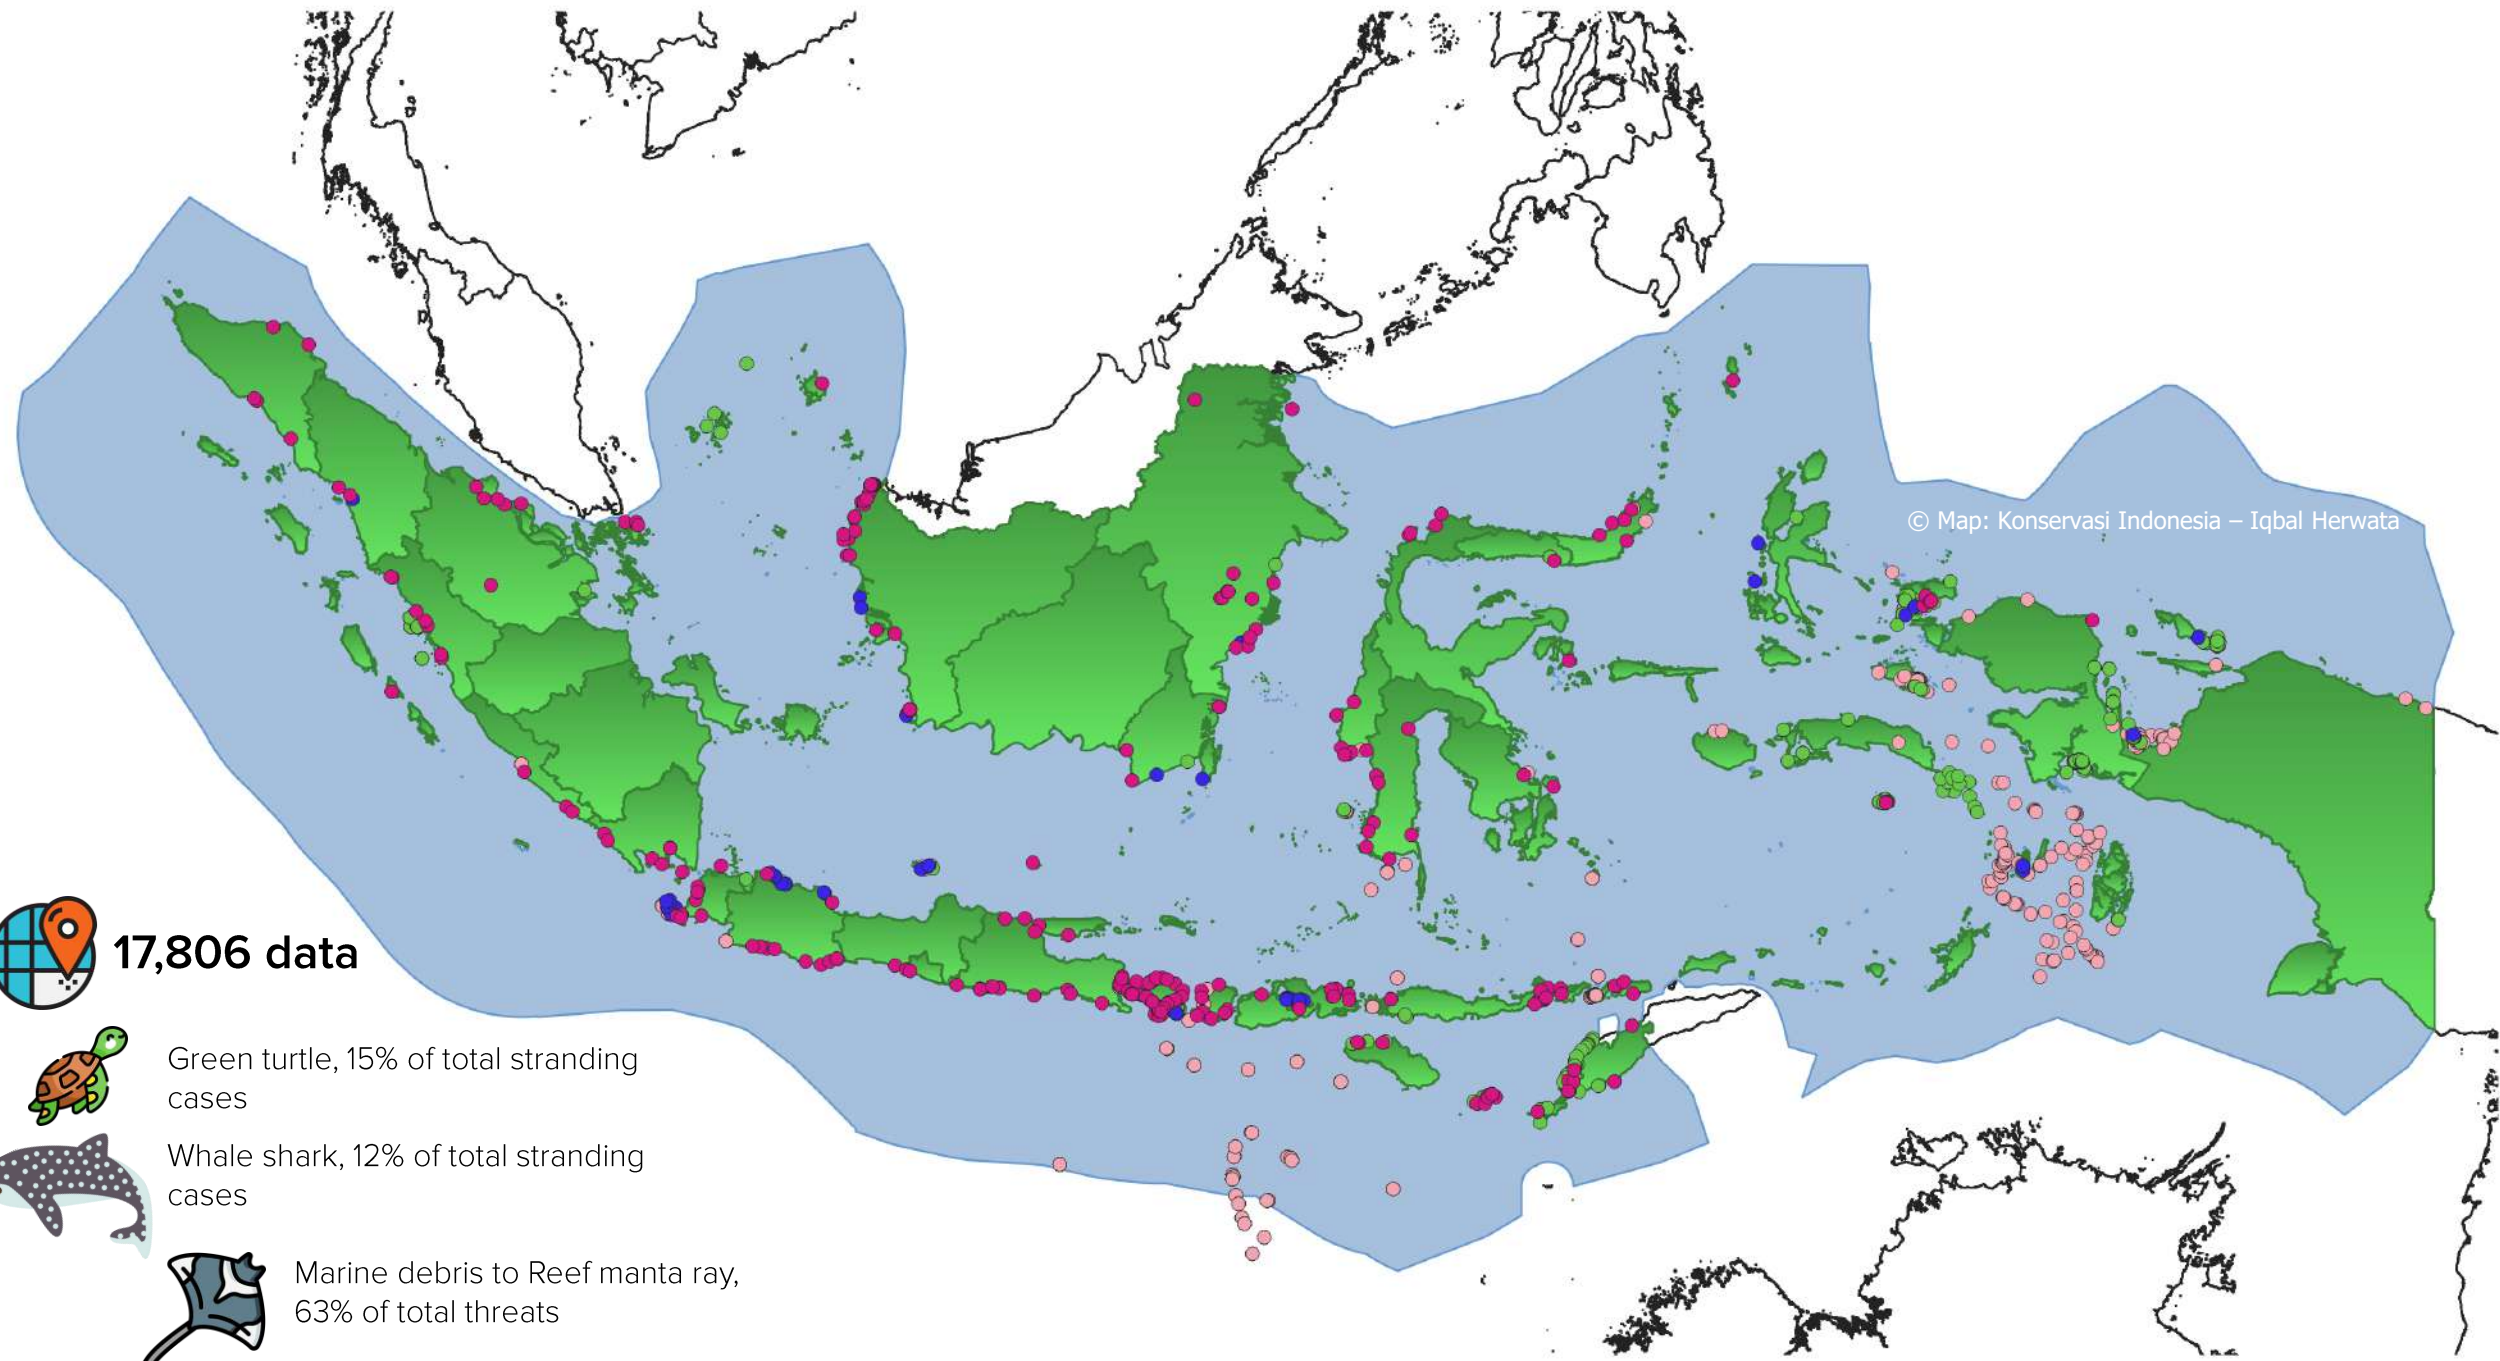 © Map: Konservasi Indonesia – Iqbal Herwata
17,806 data
Green turtle, 15% of total stranding
cases
Whale shark, 12% of total stranding
cases
Marine debris to Reef manta ray,
63% of total threats